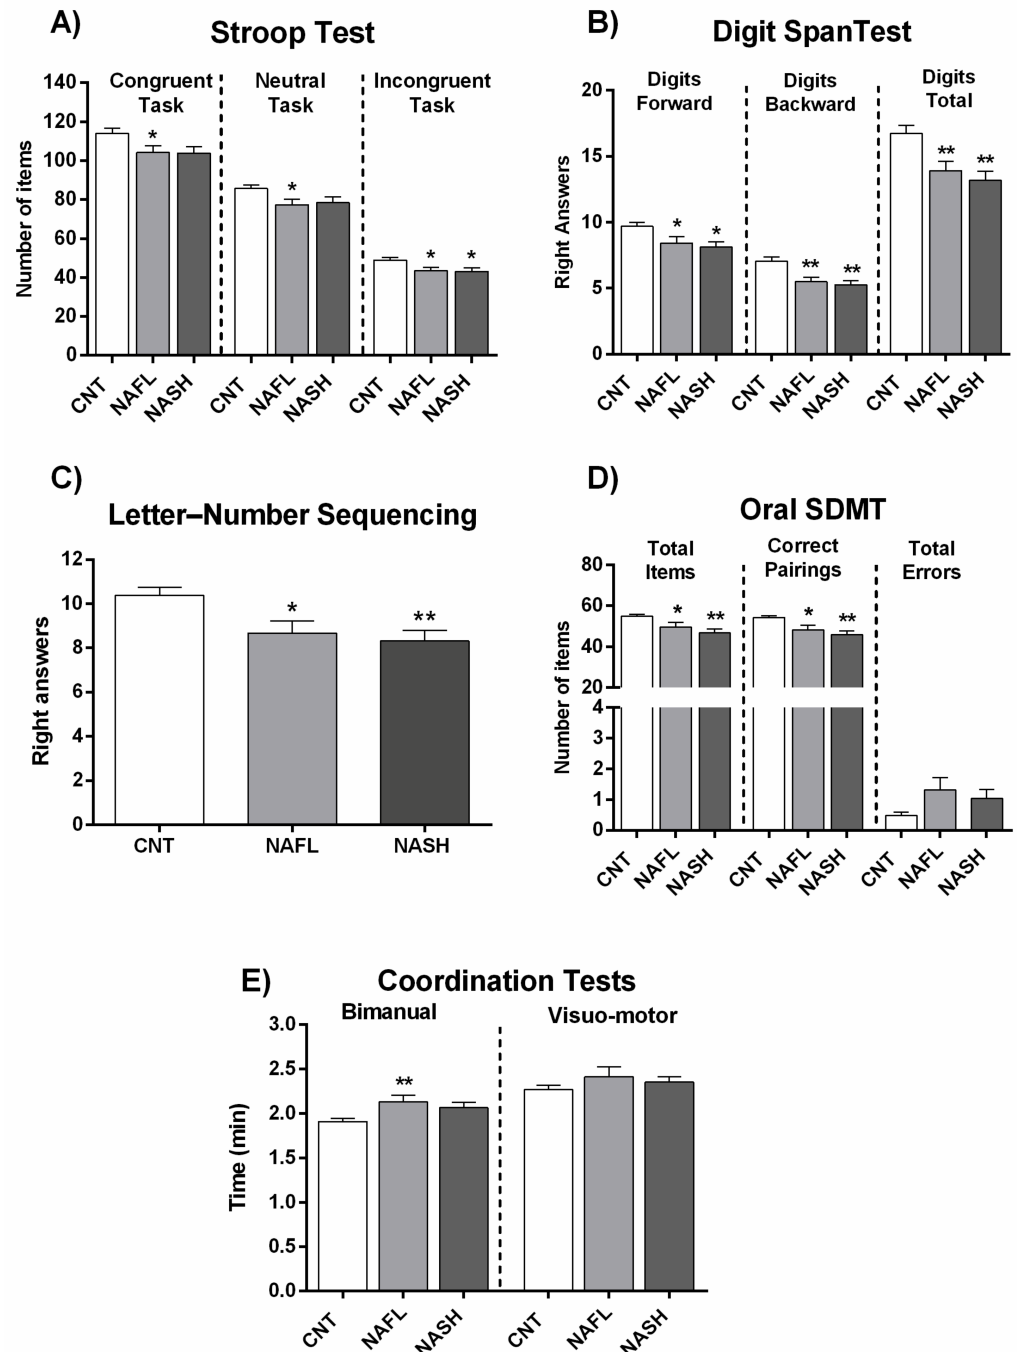 A)
Stroop Test
Congruent Task
Neutral Task
Incongruent Task
Number of items
140
120
100
80
60
40
20
0
*
*
*
*
CNT NAFL NASH CNT NAFL NASH CNT NAFL NASH
B)
Digit SpanTest
Digits Forward
Digits Backward
Digits Total
Right Answers
20
15
10
5
0
*
*
**
**
**
**
CNT NAFL NASH CNT NAFL NASH CNT NAFL NASH
C)
Letter–Number Sequencing
Right answers
12
10
8
6
4
2
0
*
**
CNT NAFL NASH
D)
Oral SDMT
Total Items
Correct Pairings
Total Errors
Number of items
80
60
40
20
4
3
2
1
0
*
**
*
**
CNT NAFL NASH CNT NAFL NASH CNT NAFL NASH
E)
Coordination Tests
Bimanual
Visuo-motor
Time (min)
3.0
2.5
2.0
1.5
1.0
0.5
0.0
**
CNT NAFL NASH CNT NAFL NASH